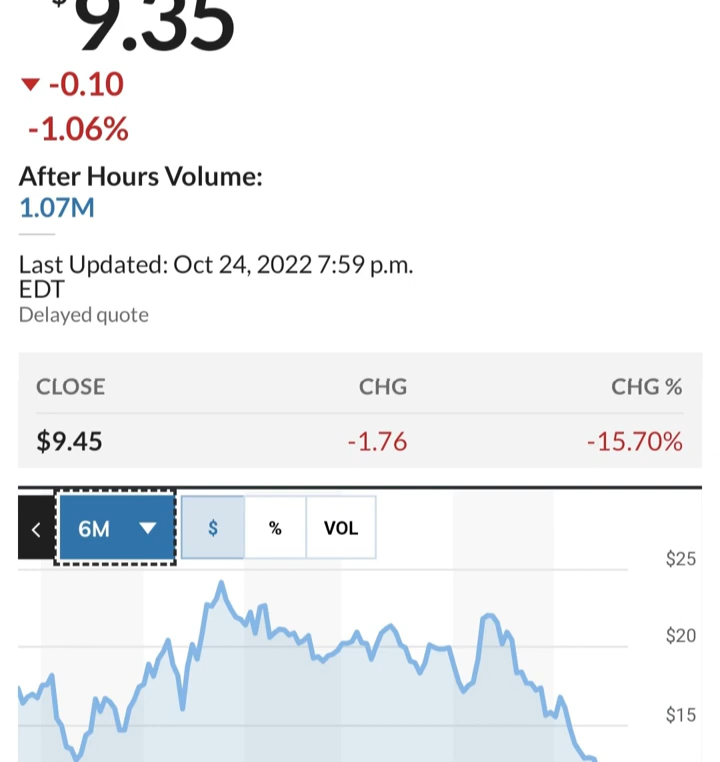 $9.35
-0.10
-1.06%
After Hours Volume:
1.07M
Last Updated: Oct 24, 2022 7:59 p.m.
EDT
Delayed quote
CLOSE CHG CHG %
$9.45 -1.76 -15.70%
6M $ % VOL
$25
$20
$15